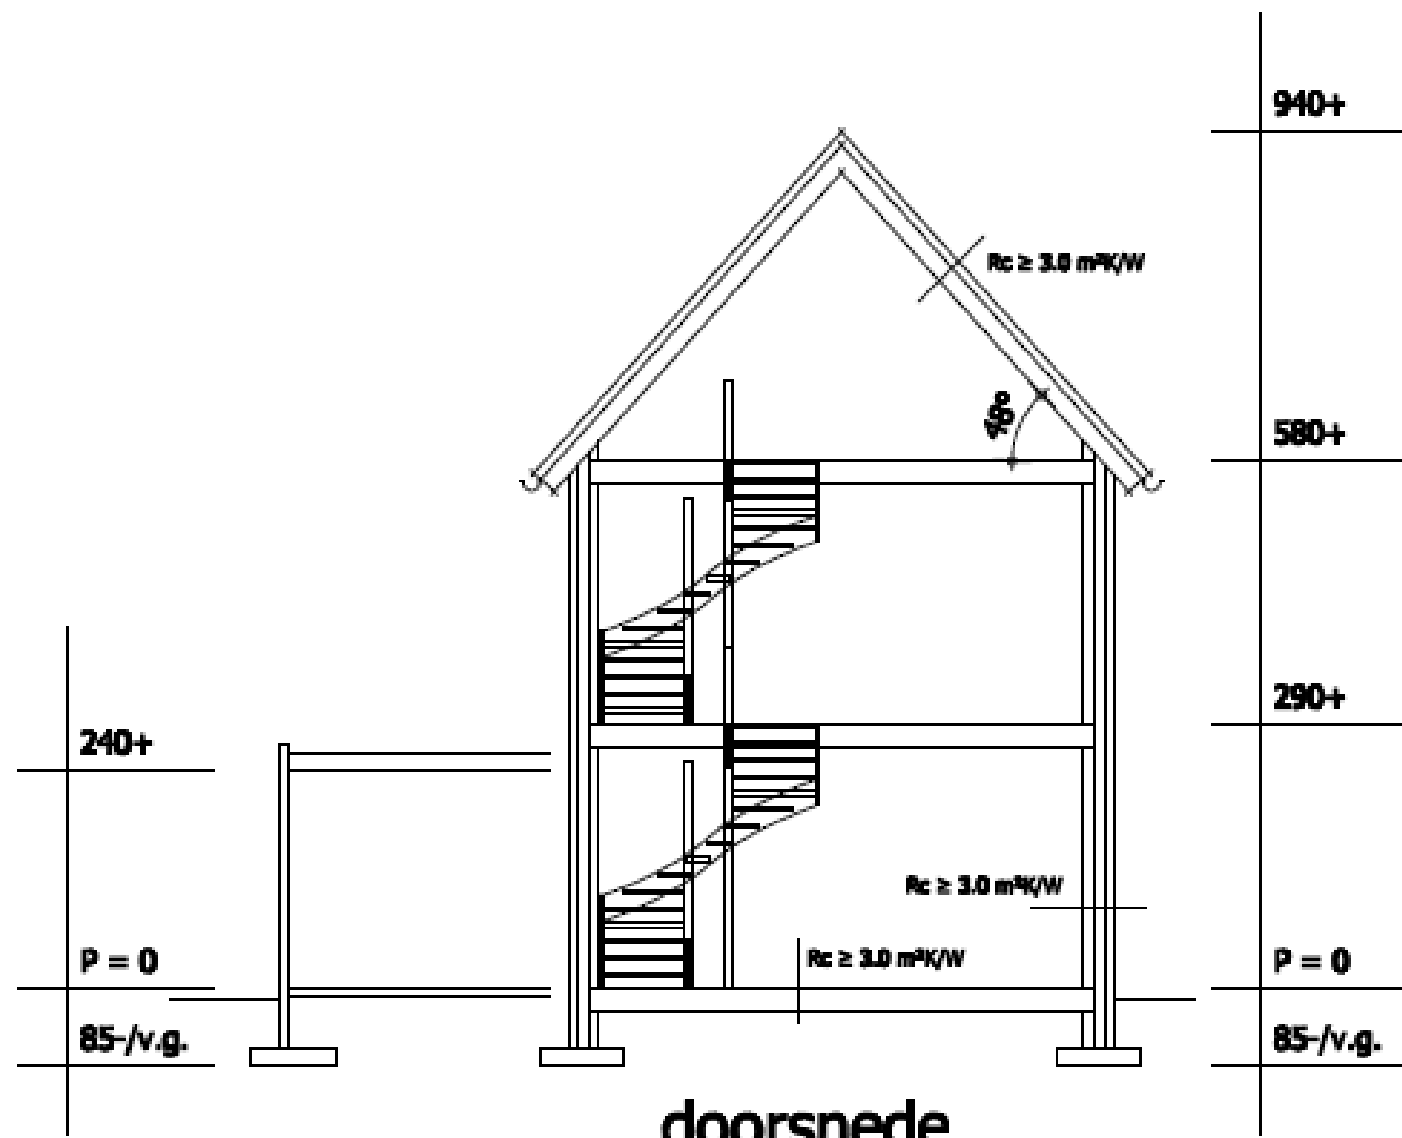 940+
Rc ≥ 3.0 m²K/W
48°
580+
290+
240+
Rc ≥ 3.0 m²K/W
Rc ≥ 3.0 m²K/W
P = 0
P = 0
85-/v.g.
85-/v.g.
doorsnede